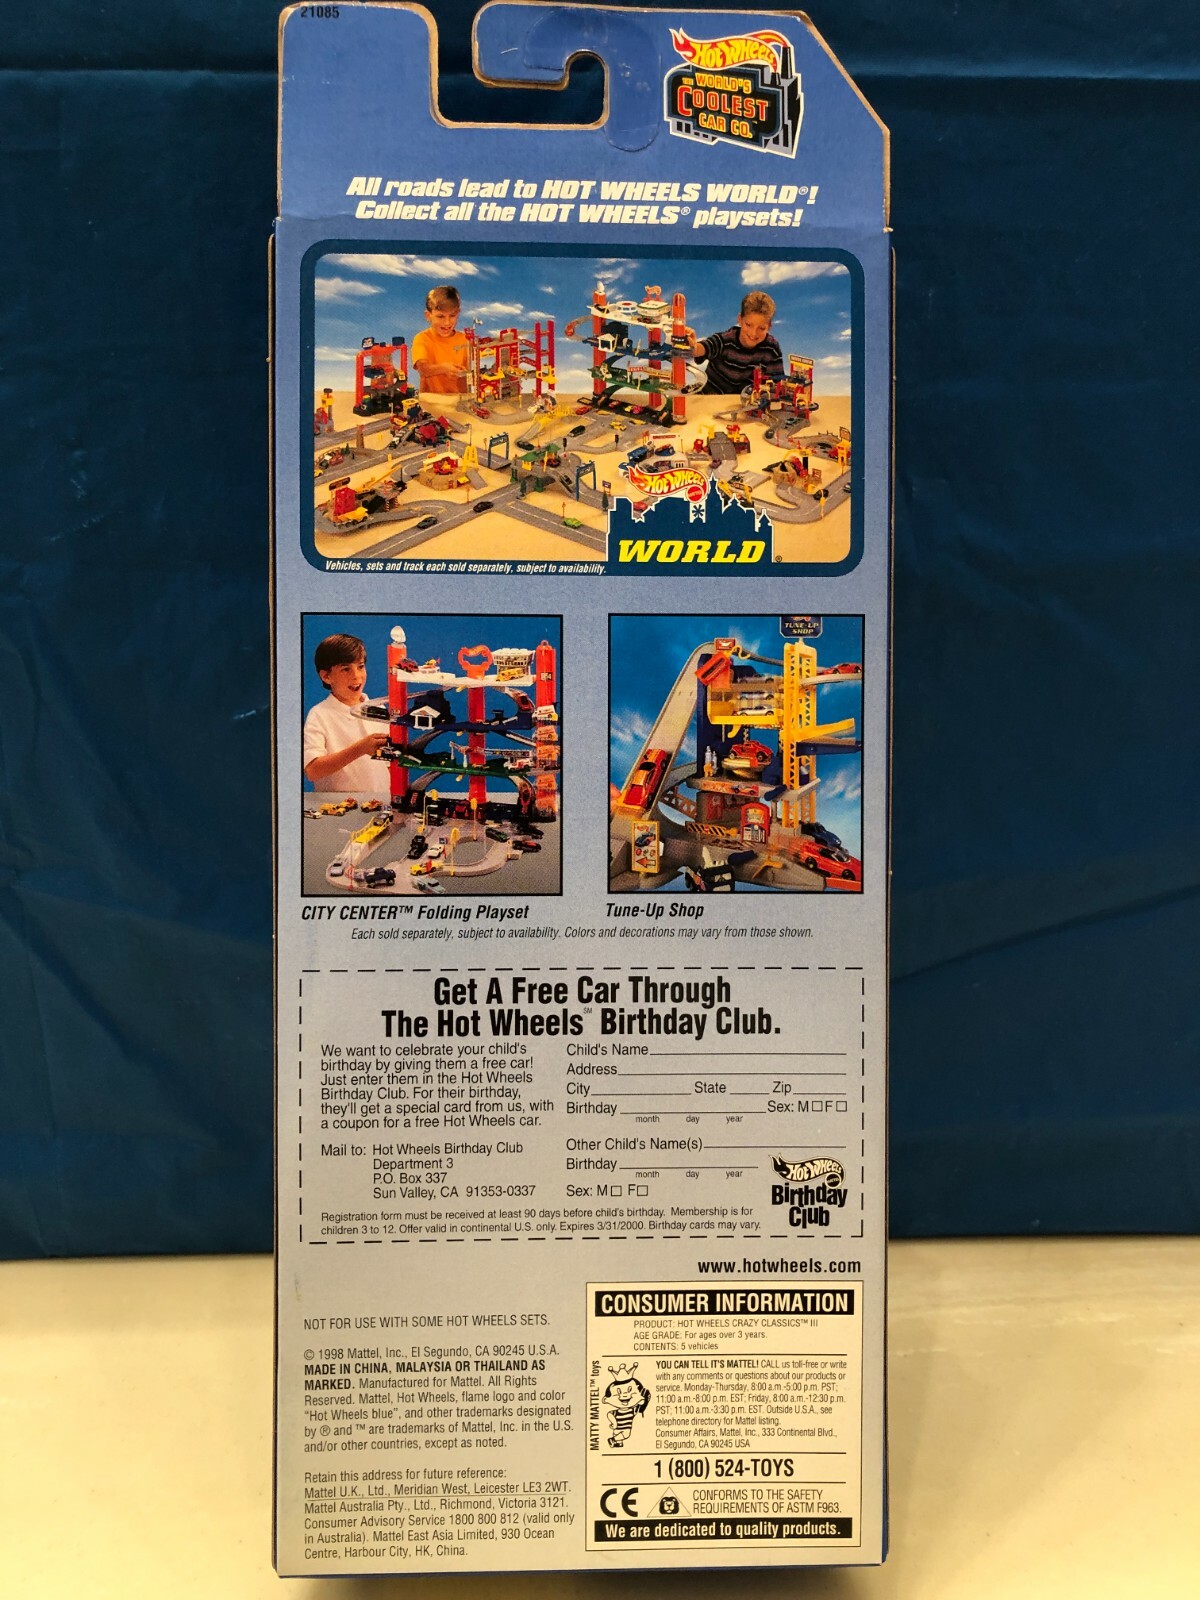 21085
Hot Wheels
THE WORLD'S
COOLEST
CAR CO.™
All roads lead to HOT WHEELS WORLD®!
Collect all the HOT WHEELS® playsets!
Hot Wheels
WORLD®
Vehicles, sets and track each sold separately, subject to availability.
TUNE-UP
SHOP
CITY CENTER™ Folding Playset
Tune-Up Shop
Each sold separately, subject to availability. Colors and decorations may vary from those shown.
Get A Free Car Through
The Hot Wheels℠ Birthday Club.
We want to celebrate your child's
birthday by giving them a free car!
Just enter them in the Hot Wheels
Birthday Club. For their birthday,
they'll get a special card from us, with
a coupon for a free Hot Wheels car.
Mail to: Hot Wheels Birthday Club
Department 3
P.O. Box 337
Sun Valley, CA 91353-0337
Child's Name
Address
City State Zip
Birthday Sex: M☐F☐
month day year
Other Child's Name(s)
Birthday
month day year
Sex: M☐ F☐
Hot Wheels
Birthday
Club
Registration form must be received at least 90 days before child's birthday. Membership is for
children 3 to 12. Offer valid in continental U.S. only. Expires 3/31/2000. Birthday cards may vary.
www.hotwheels.com
NOT FOR USE WITH SOME HOT WHEELS SETS.
© 1998 Mattel, Inc., El Segundo, CA 90245 U.S.A.
MADE IN CHINA, MALAYSIA OR THAILAND AS
MARKED. Manufactured for Mattel. All Rights
Reserved. Mattel, Hot Wheels, flame logo and color
"Hot Wheels blue", and other trademarks designated
by ® and ™ are trademarks of Mattel, Inc. in the U.S.
and/or other countries, except as noted.
Retain this address for future reference:
Mattel U.K., Ltd., Meridian West, Leicester LE3 2WT.
Mattel Australia Pty., Ltd., Richmond, Victoria 3121.
Consumer Advisory Service 1800 800 812 (valid only
in Australia). Mattel East Asia Limited, 930 Ocean
Centre, Harbour City, HK, China.
CONSUMER INFORMATION
PRODUCT: HOT WHEELS CRAZY CLASSICS™ III
AGE GRADE: For ages over 3 years.
CONTENTS: 5 vehicles
MATTY MATTEL™ toys
YOU CAN TELL IT'S MATTEL! CALL us toll-free or write
with any comments or questions about our products or
service. Monday-Thursday, 8:00 a.m.-5:00 p.m. PST;
11:00 a.m.-8:00 p.m. EST; Friday, 8:00 a.m.-12:30 p.m.
PST; 11:00 a.m.-3:30 p.m. EST. Outside U.S.A., see
telephone directory for Mattel listing.
Consumer Affairs, Mattel, Inc., 333 Continental Blvd.,
El Segundo, CA 90245 USA
1 (800) 524-TOYS
CE
CONFORMS TO THE SAFETY
REQUIREMENTS OF ASTM F963.
We are dedicated to quality products.